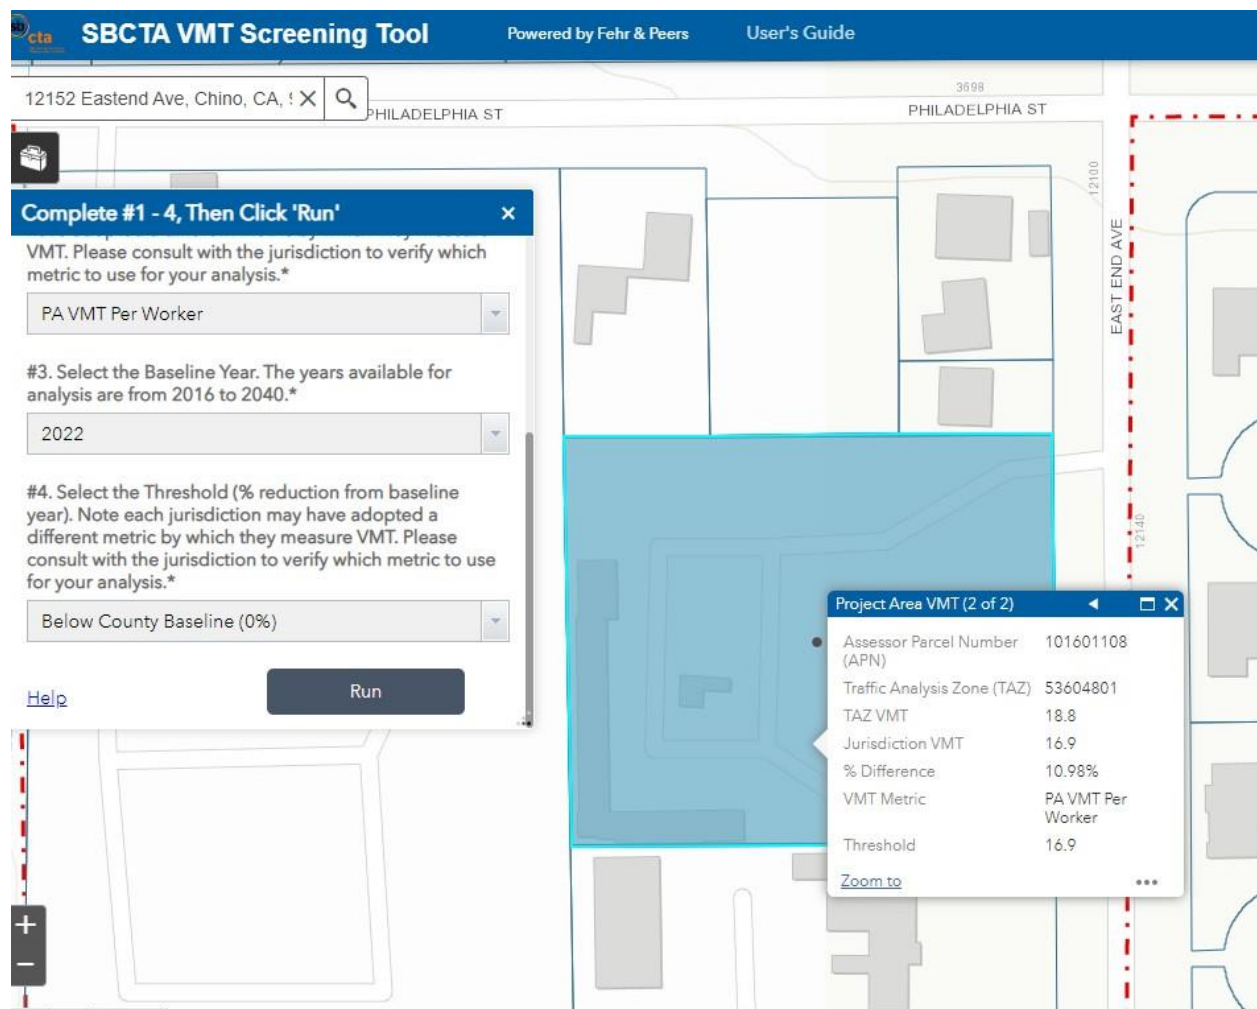 cta
SBCTA VMT Screening Tool
Powered by Fehr & Peers
User's Guide
12152 Eastend Ave, Chino, CA,
PHILADELPHIA ST
3698
PHILADELPHIA ST
12100
EAST END AVE
12140
Complete #1 - 4, Then Click 'Run'
VMT. Please consult with the jurisdiction to verify which
metric to use for your analysis.*
PA VMT Per Worker
#3. Select the Baseline Year. The years available for
analysis are from 2016 to 2040.*
2022
#4. Select the Threshold (% reduction from baseline
year). Note each jurisdiction may have adopted a
different metric by which they measure VMT. Please
consult with the jurisdiction to verify which metric to use
for your analysis.*
Below County Baseline (0%)
Help
Run
Project Area VMT (2 of 2)
Assessor Parcel Number 101601108
(APN)
Traffic Analysis Zone (TAZ) 53604801
TAZ VMT 18.8
Jurisdiction VMT 16.9
% Difference 10.98%
VMT Metric PA VMT Per
Worker
Threshold 16.9
Zoom to